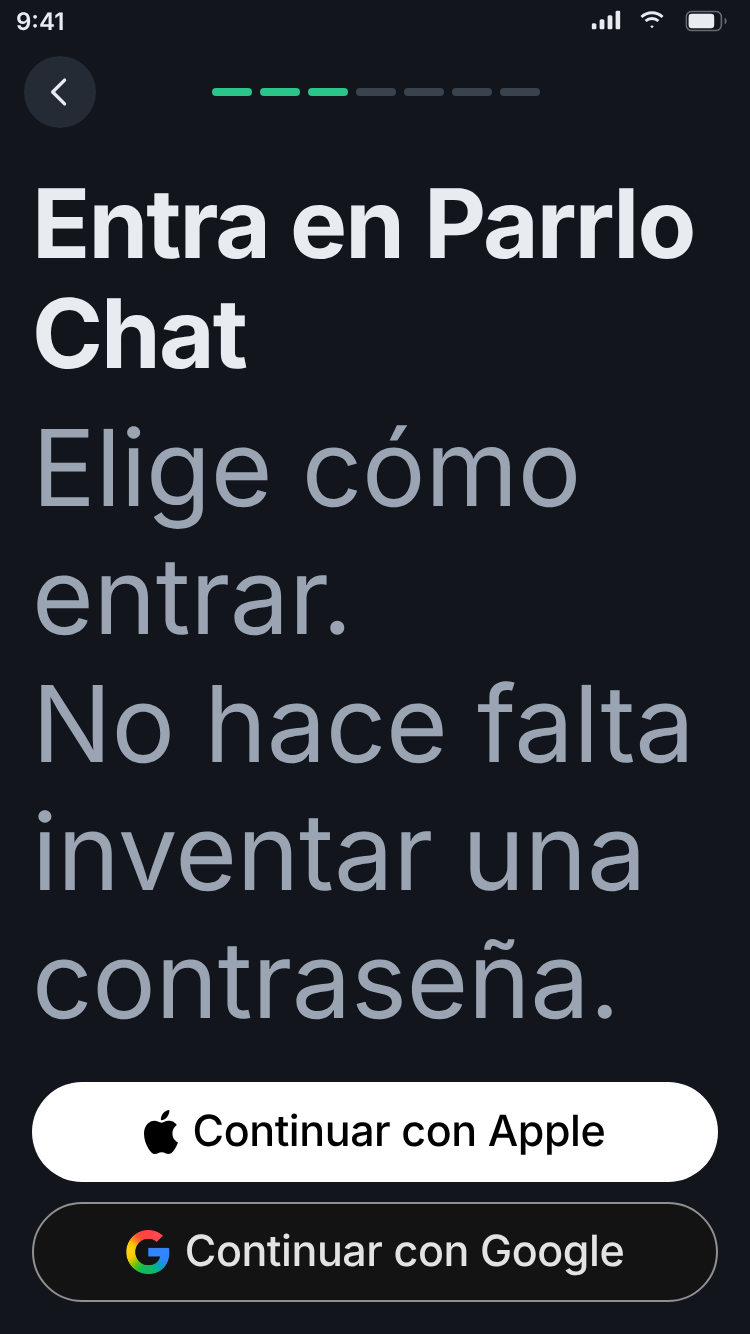 9:41
Entra en Parrlo
Chat
Elige cómo
entrar.
No hace falta
inventar una
contraseña.
Continuar con Apple
Continuar con Google